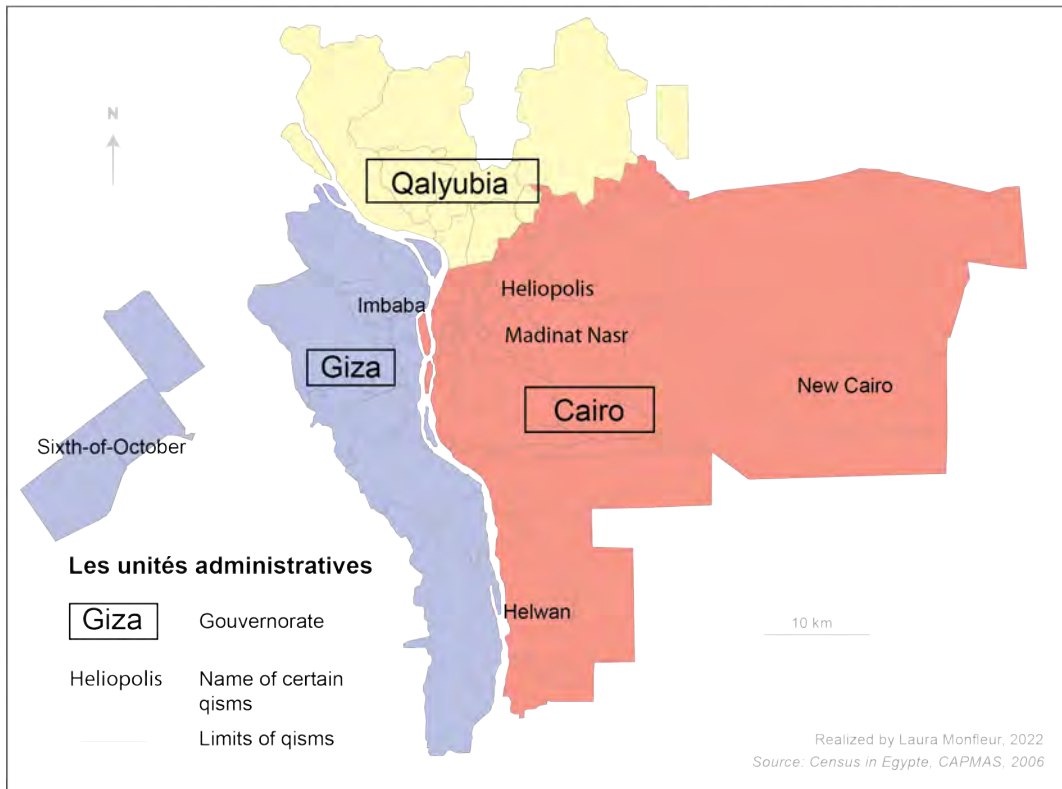 N
Qalyubia
Heliopolis
Imbaba
Madinat Nasr
Giza
New Cairo
Cairo
Sixth-of-October
Les unités administratives
Giza
Gouvernorate
Helwan
10 km
Heliopolis
Name of certain
qisms
Limits of qisms
Realized by Laura Monfleur, 2022
Source: Census in Egypte, CAPMAS, 2006